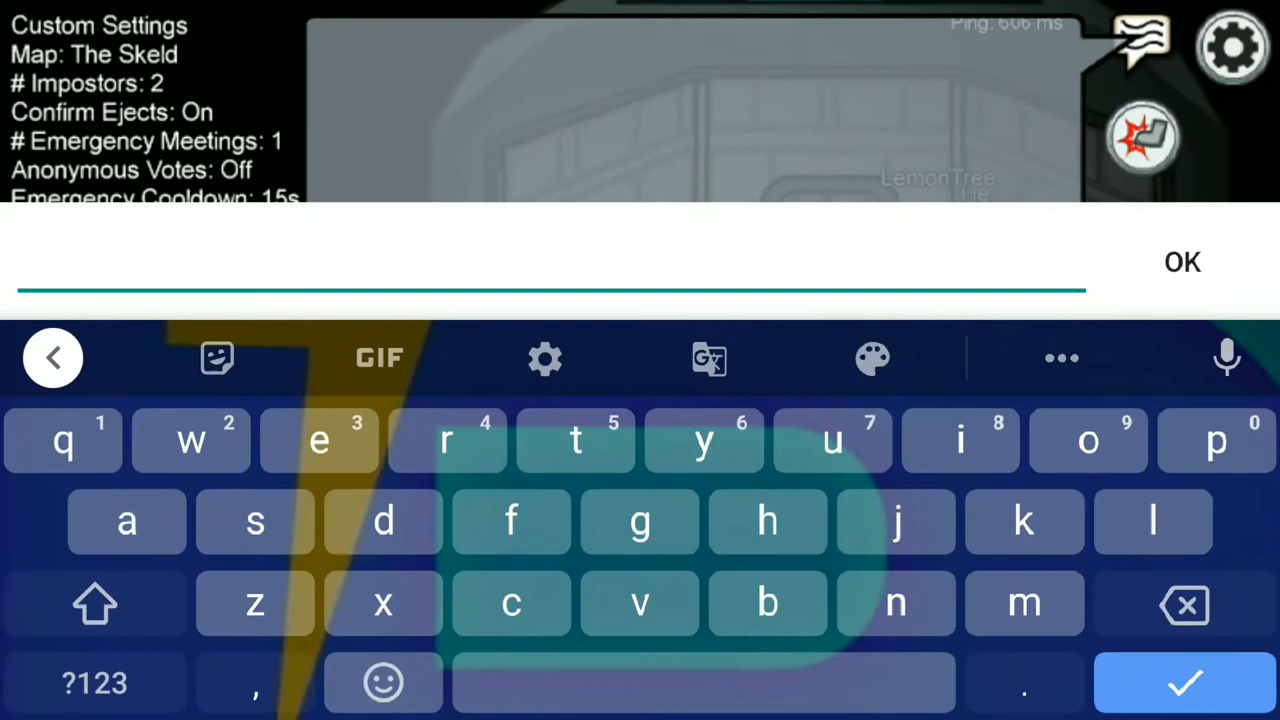 Custom Settings
Map: The Skeld
# Impostors: 2
Confirm Ejects: On
# Emergency Meetings: 1
Anonymous Votes: Off
Emergency Cooldown: 15s
Ping: 606 ms
LemonTree
OK
GIF
q 1 w 2 e 3 r 4 t 5 y 6 u 7 i 8 o 9 p 0
a s d f g h j k l
z x c v b n m
?123 , .